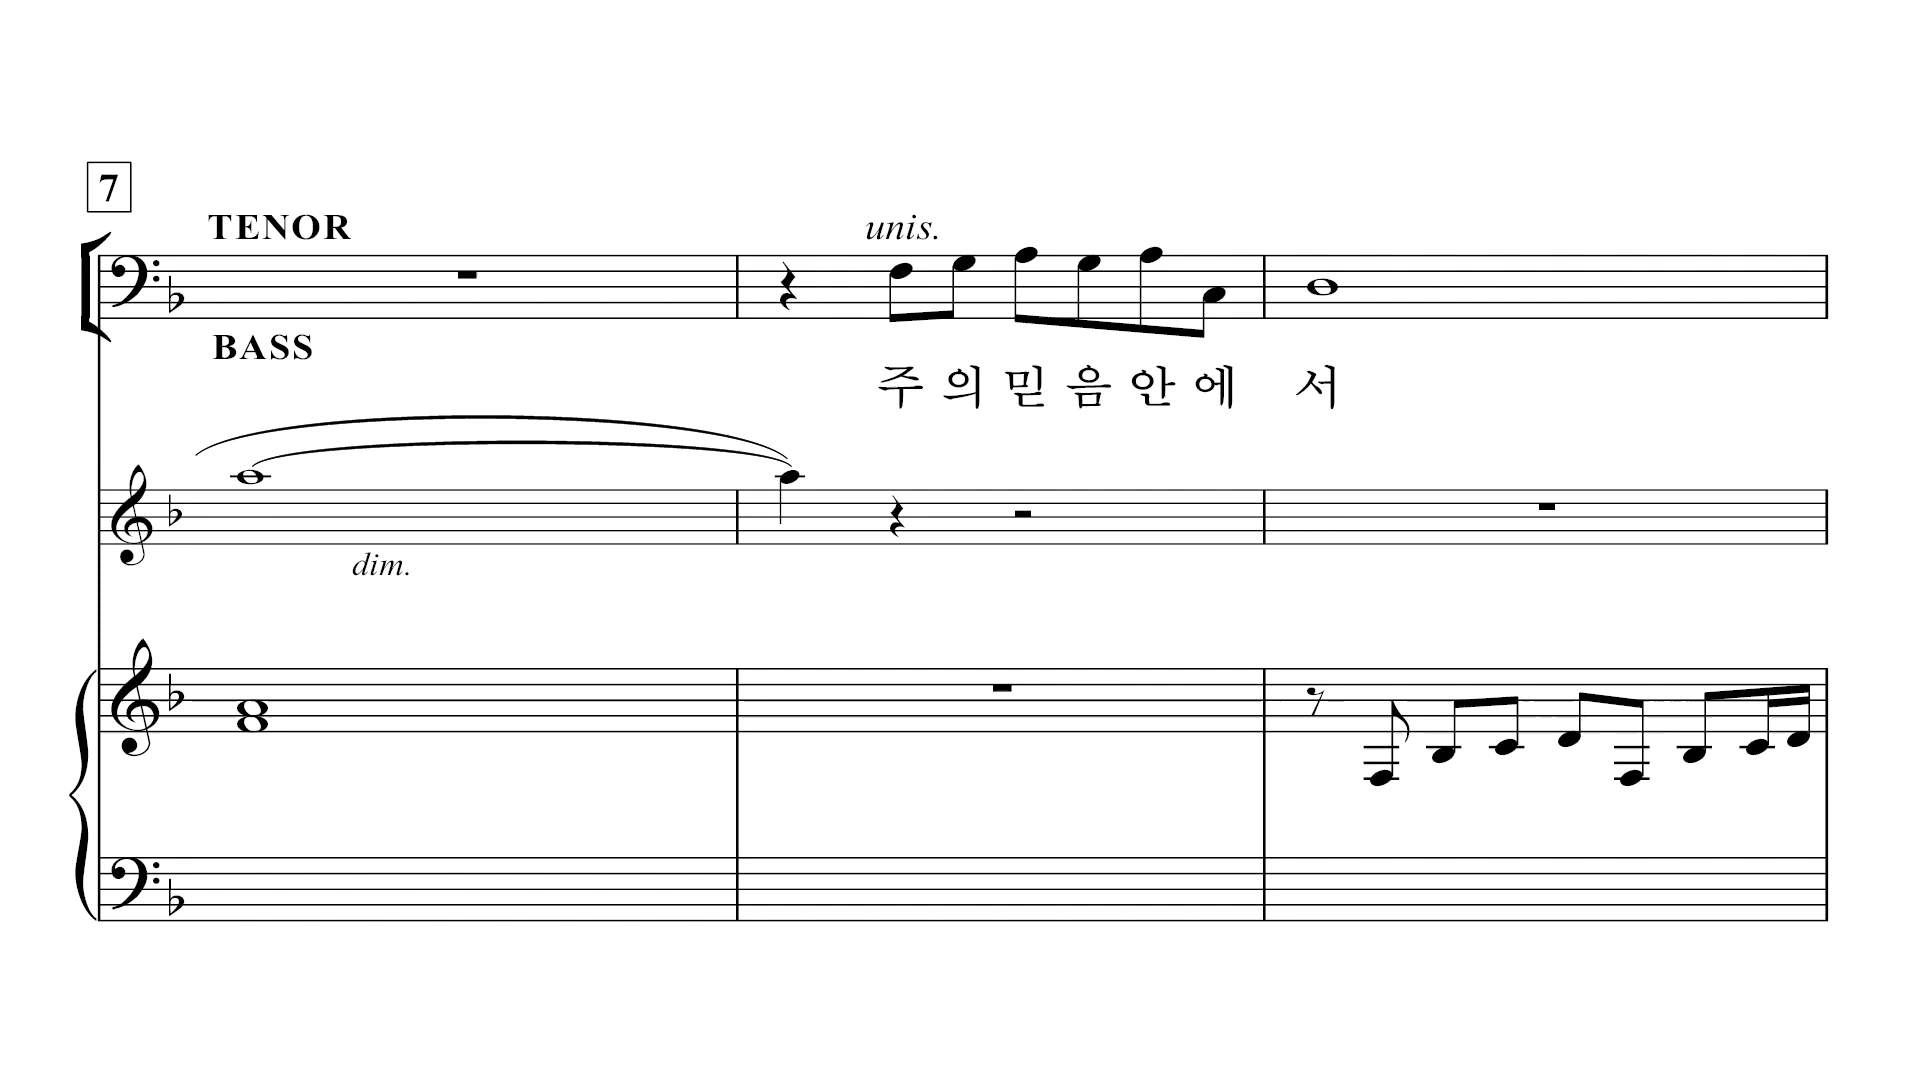 7
TENOR
unis.
BASS
주 의 믿 음 안 에 서
dim.